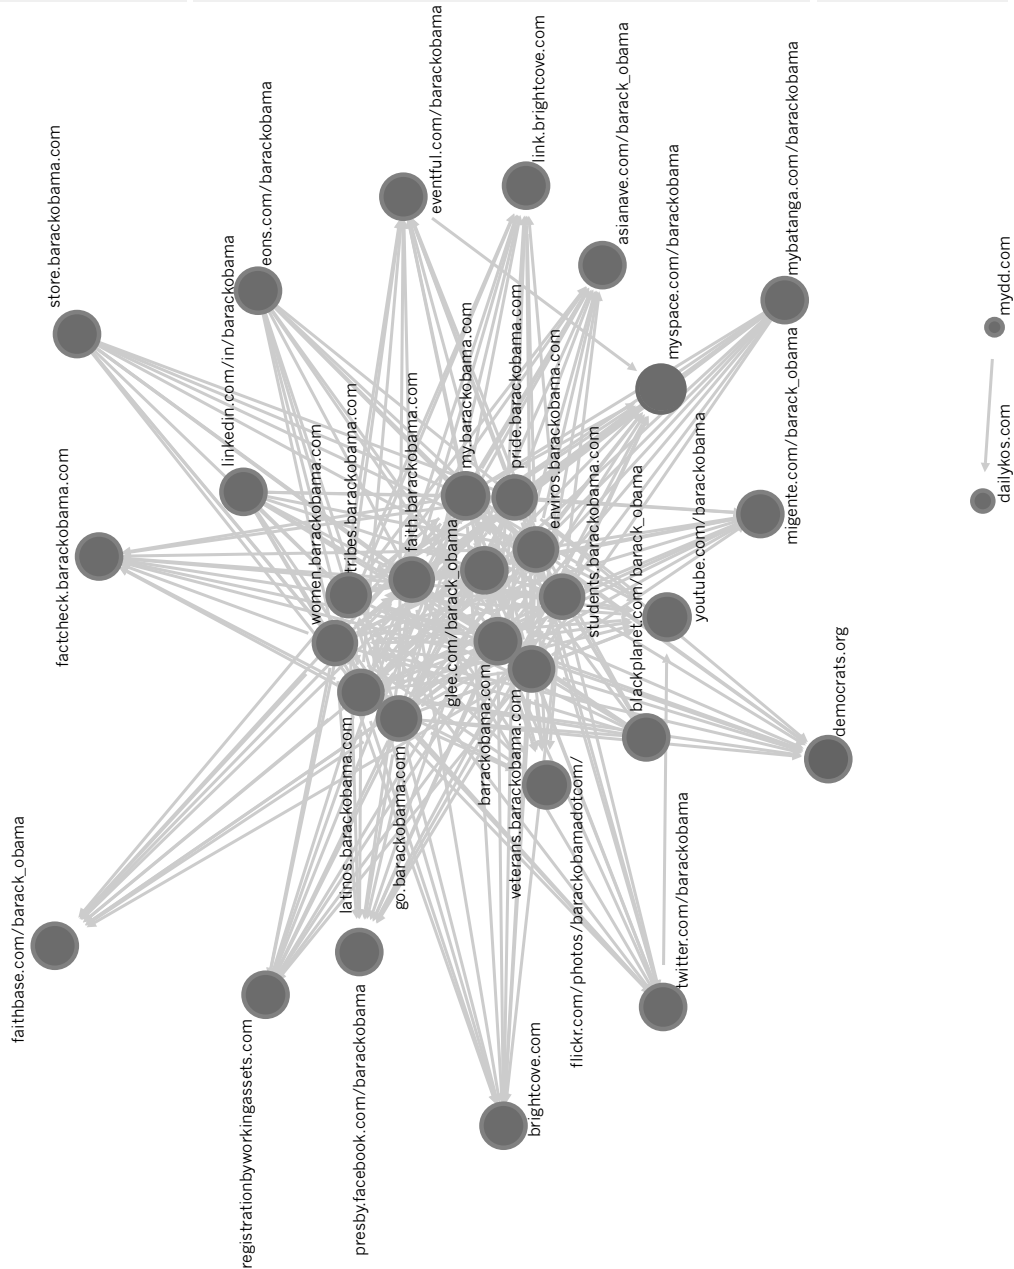 store.barackobama.com
eons.com/barackobama
eventful.com/barackobama
link.brightcove.com
asianave.com/barack_obama
myspace.com/barackobama
mybatanga.com/barackobama
mydd.com
dailykos.com
linkedin.com/in/barackobama
factcheck.barackobama.com
women.barackobama.com
tribes.barackobama.com
faith.barackobama.com
my.barackobama.com
pride.barackobama.com
enviros.barackobama.com
students.barackobama.com
glee.com/barack_obama
blackplanet.com/barack_obama
youtube.com/barackobama
migente.com/barack_obama
democrats.org
latinos.barackobama.com
go.barackobama.com
barackobama.com
veterans.barackobama.com
flickr.com/photos/barackobamadotcom/
twitter.com/barackobama
faithbase.com/barack_obama
registrationbyworkingassets.com
presby.facebook.com/barackobama
brightcove.com